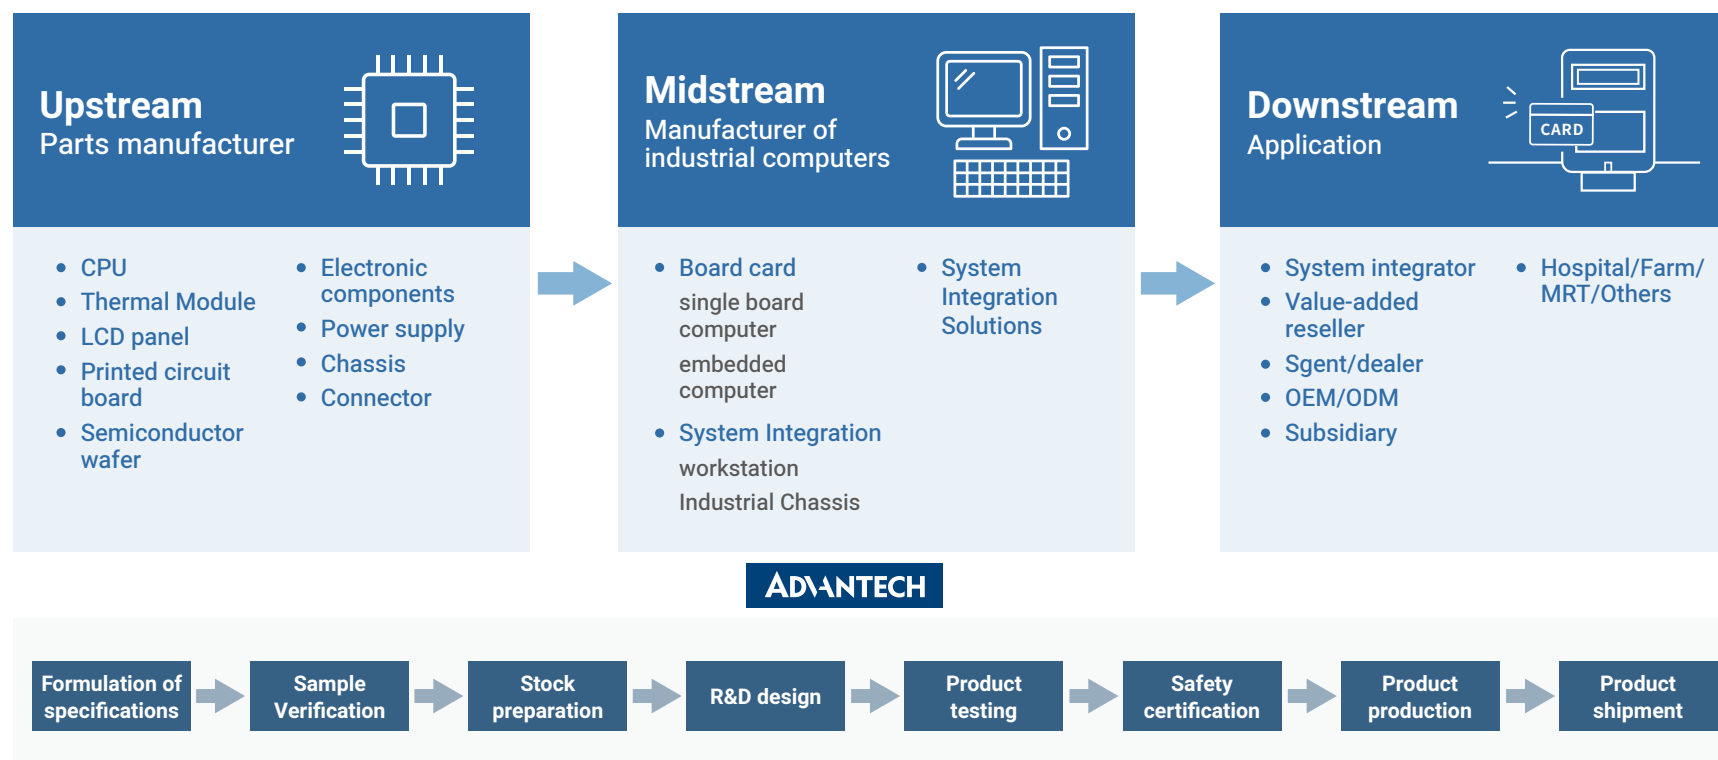 Upstream
Parts manufacturer
CPU
Thermal Module
LCD panel
Printed circuit
board
Semiconductor
wafer
Electronic
components
Power supply
Chassis
Connector
Midstream
Manufacturer of
industrial computers
Board card
single board
computer
embedded
computer
System Integration
workstation
Industrial Chassis
System
Integration
Solutions
Downstream
Application
CARD
System integrator
Value-added
reseller
Sgent/dealer
OEM/ODM
Subsidiary
Hospital/Farm/
MRT/Others
ADVANTECH
Formulation of
specifications
Sample
Verification
Stock
preparation
R&D design
Product
testing
Safety
certification
Product
production
Product
shipment